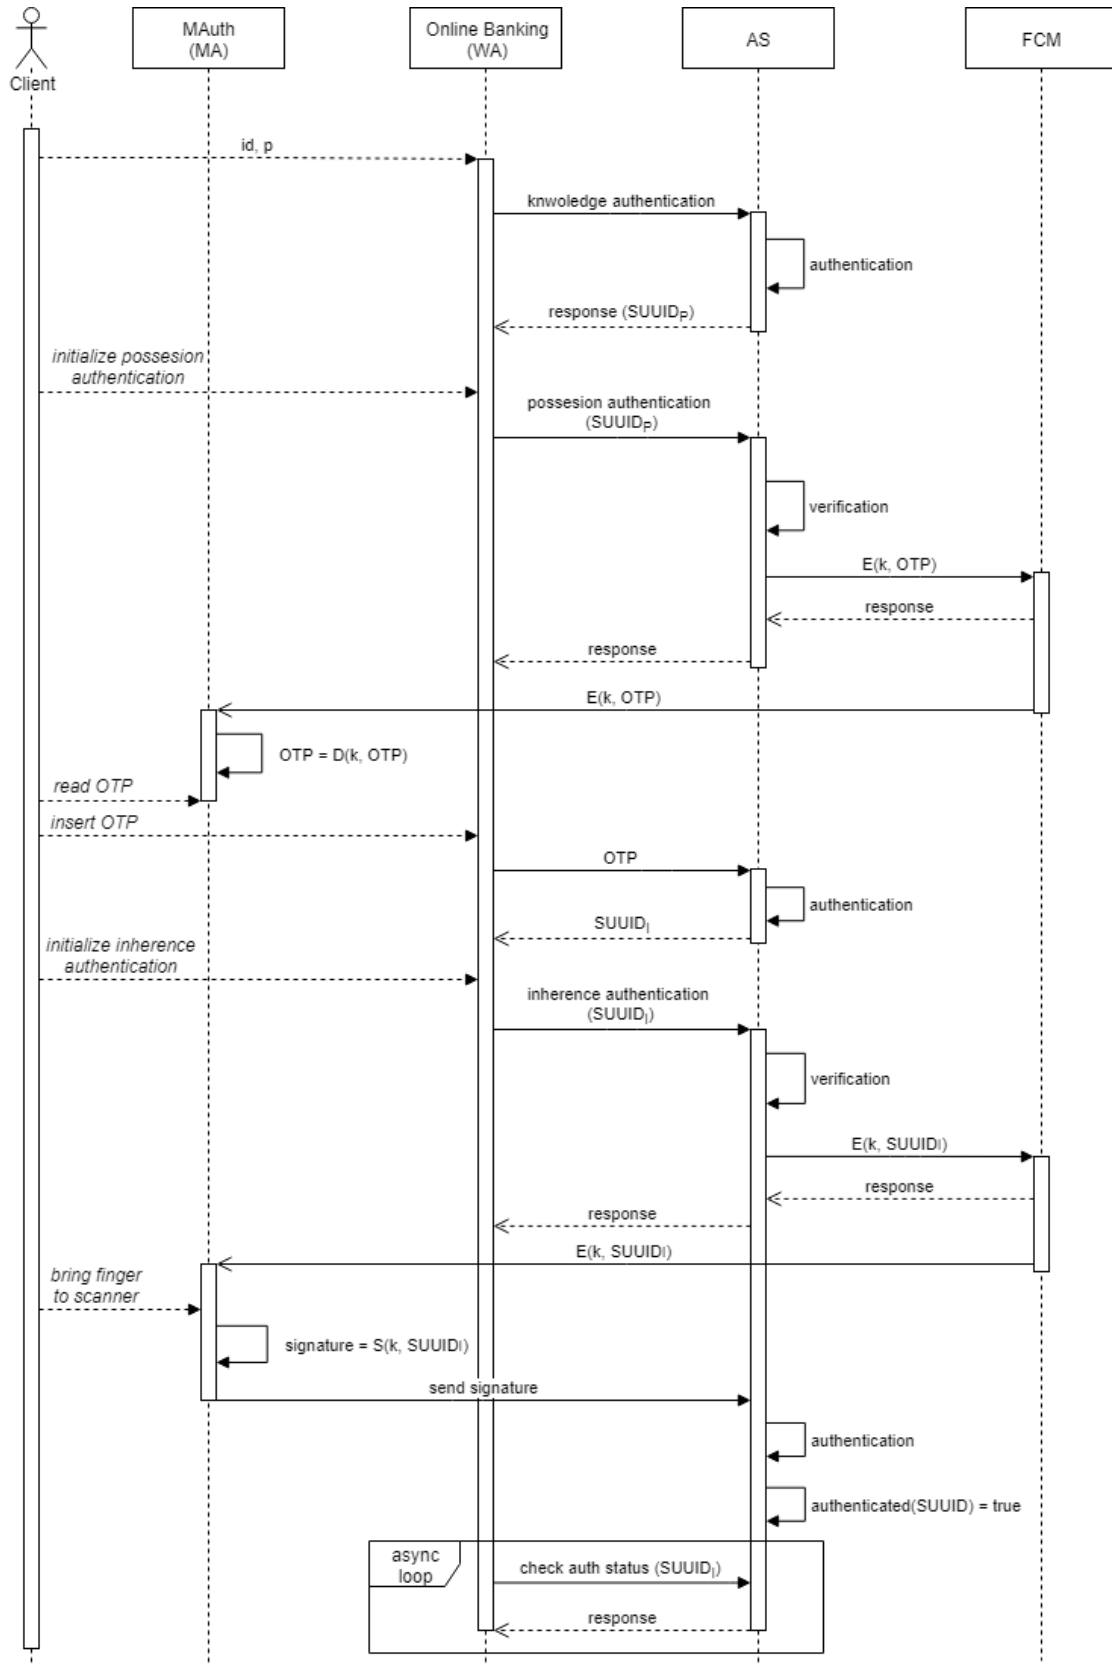 MAuth
(MA)
Online Banking
(WA)
AS
FCM
Client
id, p
knwoledge authentication
authentication
response (SUUIDP)
initialize possesion
authentication
possesion authentication
(SUUIDP)
verification
E(k, OTP)
response
response
E(k, OTP)
OTP = D(k, OTP)
read OTP
insert OTP
OTP
authentication
SUUIDI
initialize inherence
authentication
inherence authentication
(SUUIDI)
verification
E(k, SUUIDI)
response
response
E(k, SUUIDI)
bring finger
to scanner
signature = S(k, SUUIDI)
send signature
authentication
authenticated(SUUID) = true
async
loop
check auth status (SUUIDI)
response